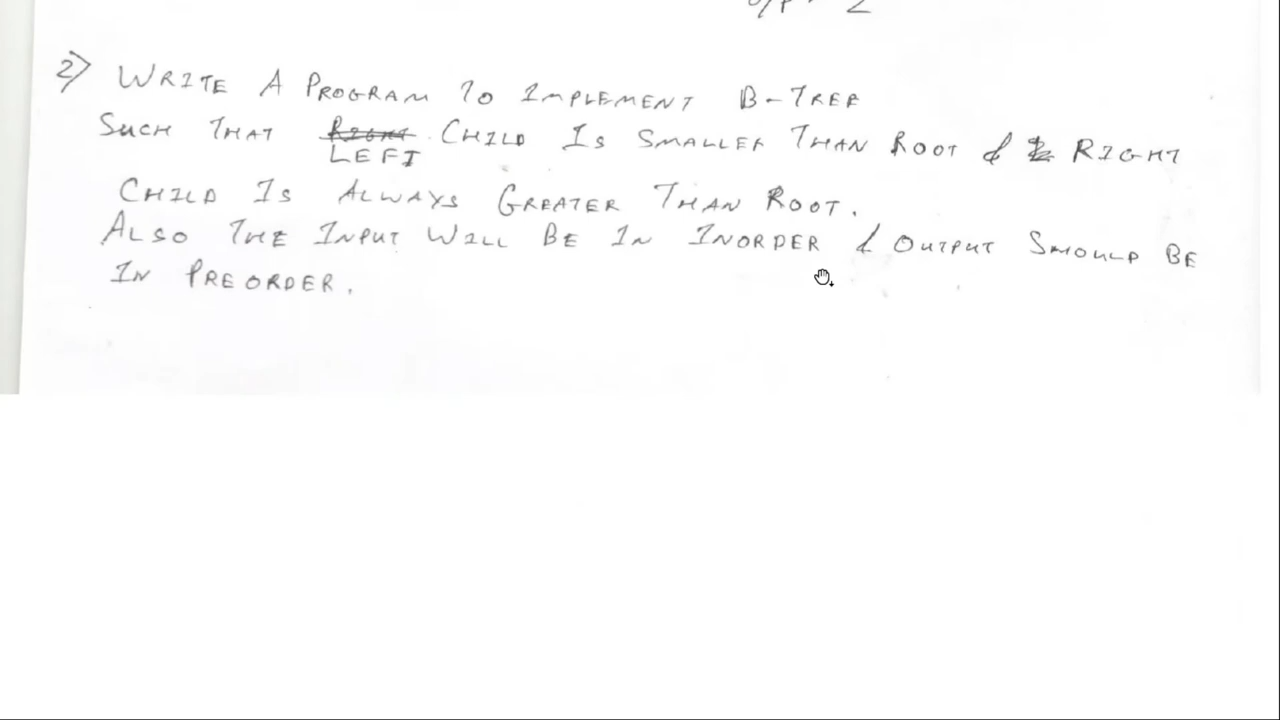 O/P : 2
2) WRITE A PROGRAM TO IMPLEMENT B-TREE
SUCH THAT LEFT CHILD IS SMALLER THAN ROOT & RIGHT
CHILD IS ALWAYS GREATER THAN ROOT.
ALSO THE INPUT WILL BE IN INORDER & OUTPUT SHOULD BE
IN PREORDER.